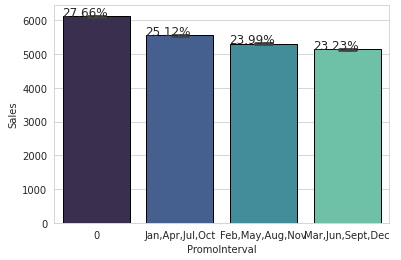 27.66%
25.12%
23.99%
23.23%
6000
5000
4000
3000
2000
1000
0
Sales
0
Jan,Apr,Jul,Oct
Feb,May,Aug,Nov
Mar,Jun,Sept,Dec
PromoInterval